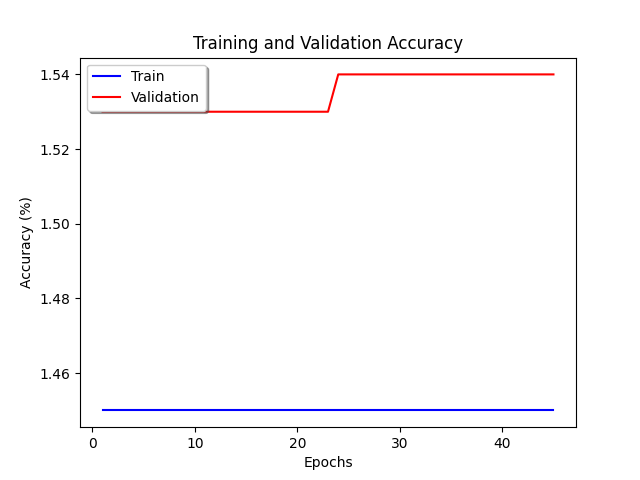 Training and Validation Accuracy
Train
Validation
1.54
1.52
1.50
1.48
1.46
Accuracy (%)
0
10
20
30
40
Epochs